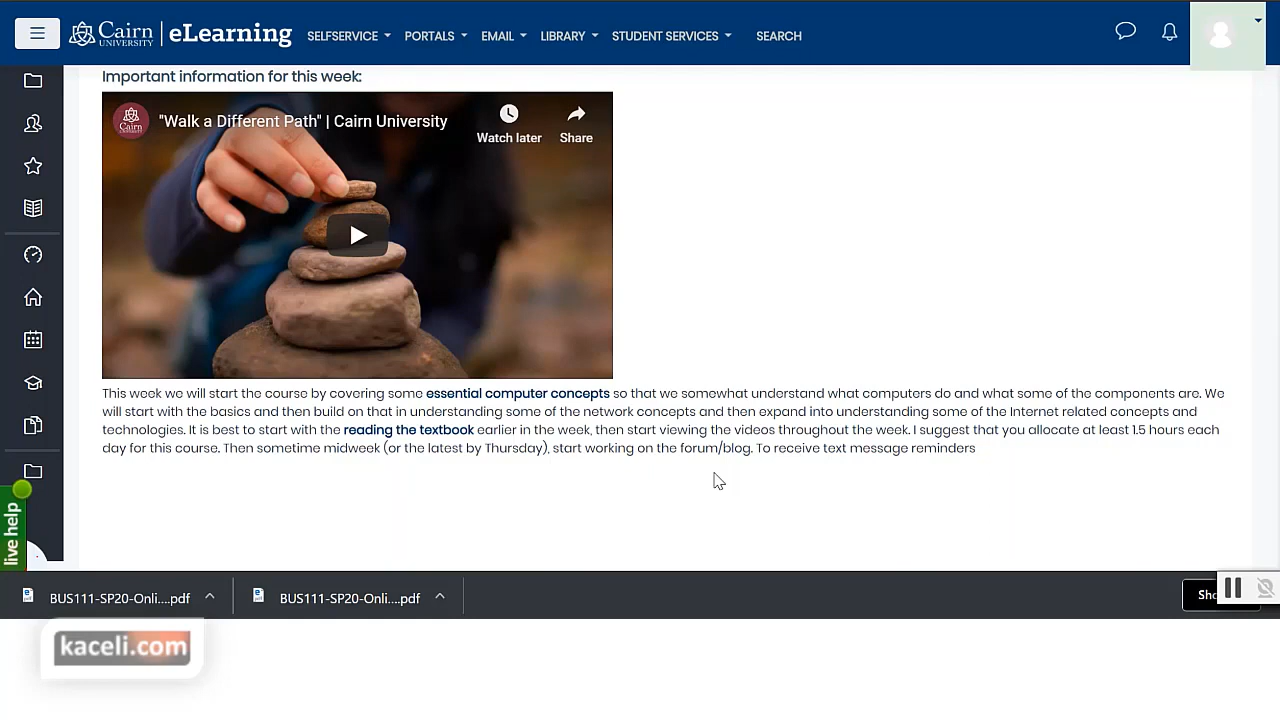 Cairn UNIVERSITY eLearning SELFSERVICE PORTALS EMAIL LIBRARY STUDENT SERVICES SEARCH
Important information for this week:
Cairn "Walk a Different Path" | Cairn University
Watch later Share
This week we will start the course by covering some essential computer concepts so that we somewhat understand what computers do and what some of the components are. We
will start with the basics and then build on that in understanding some of the network concepts and then expand into understanding some of the Internet related concepts and
technologies. It is best to start with the reading the textbook earlier in the week, then start viewing the videos throughout the week. I suggest that you allocate at least 1.5 hours each
day for this course. Then sometime midweek (or the latest by Thursday), start working on the forum/blog. To receive text message reminders
live help
BUS111-SP20-Onli....pdf BUS111-SP20-Onli....pdf
kaceli.com